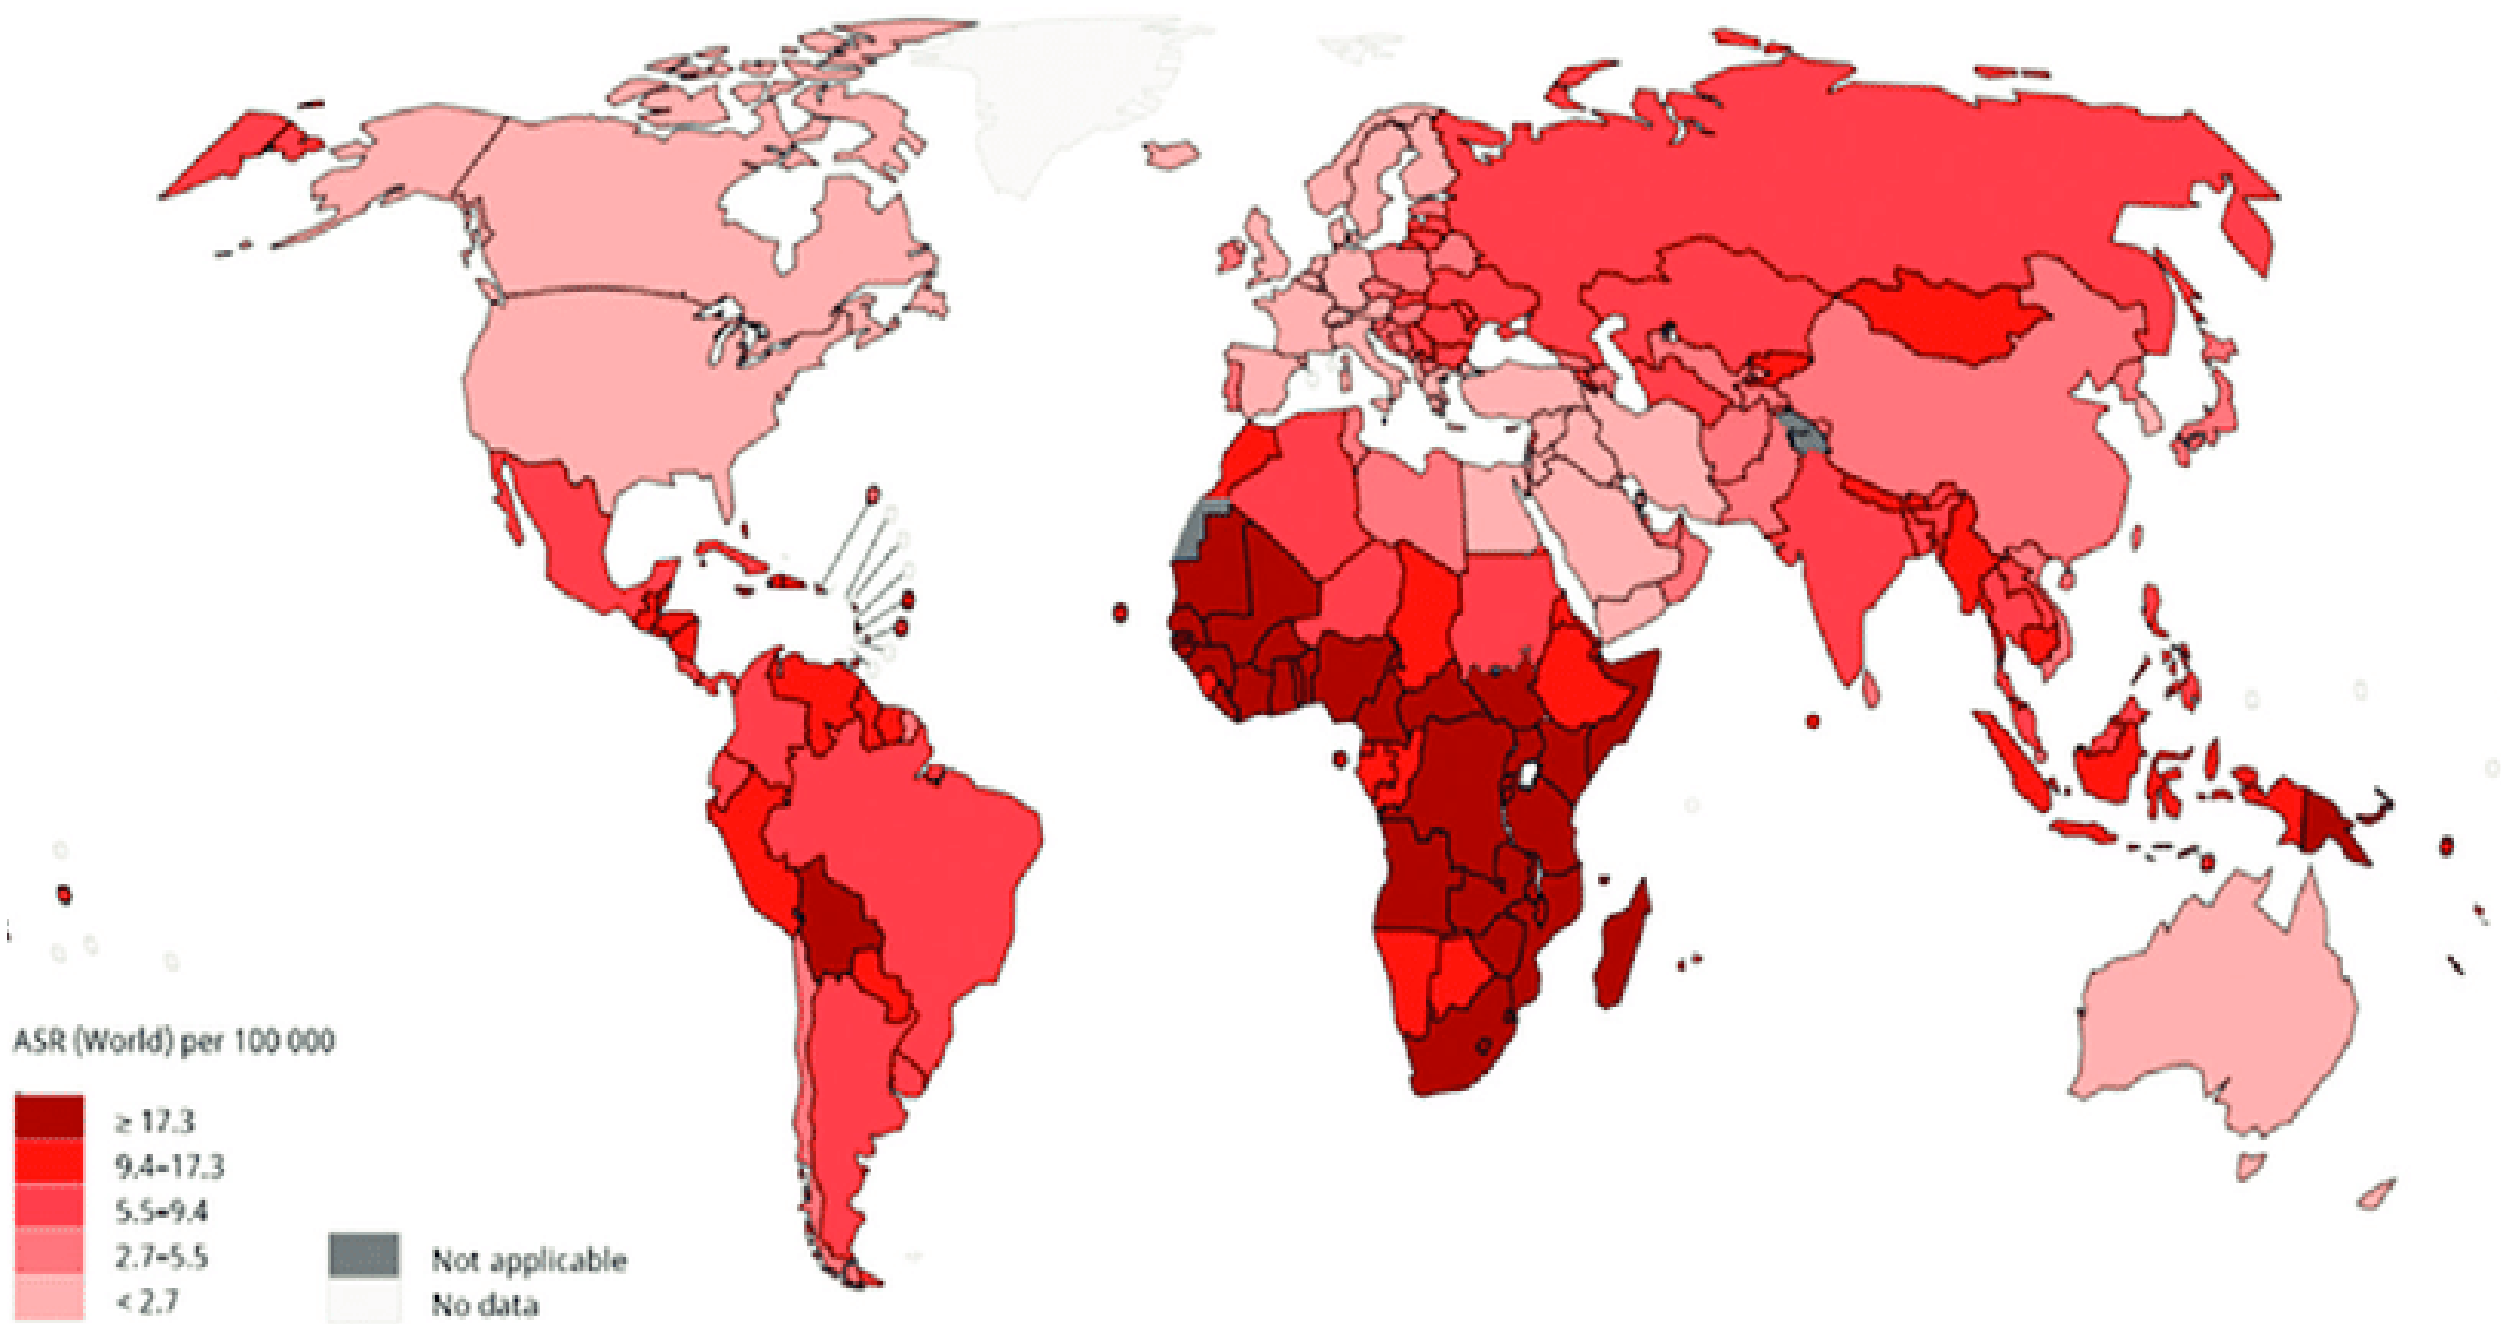 ASR (World) per 100 000
≥ 17.3
9.4–17.3
5.5–9.4
2.7–5.5
< 2.7
Not applicable
No data